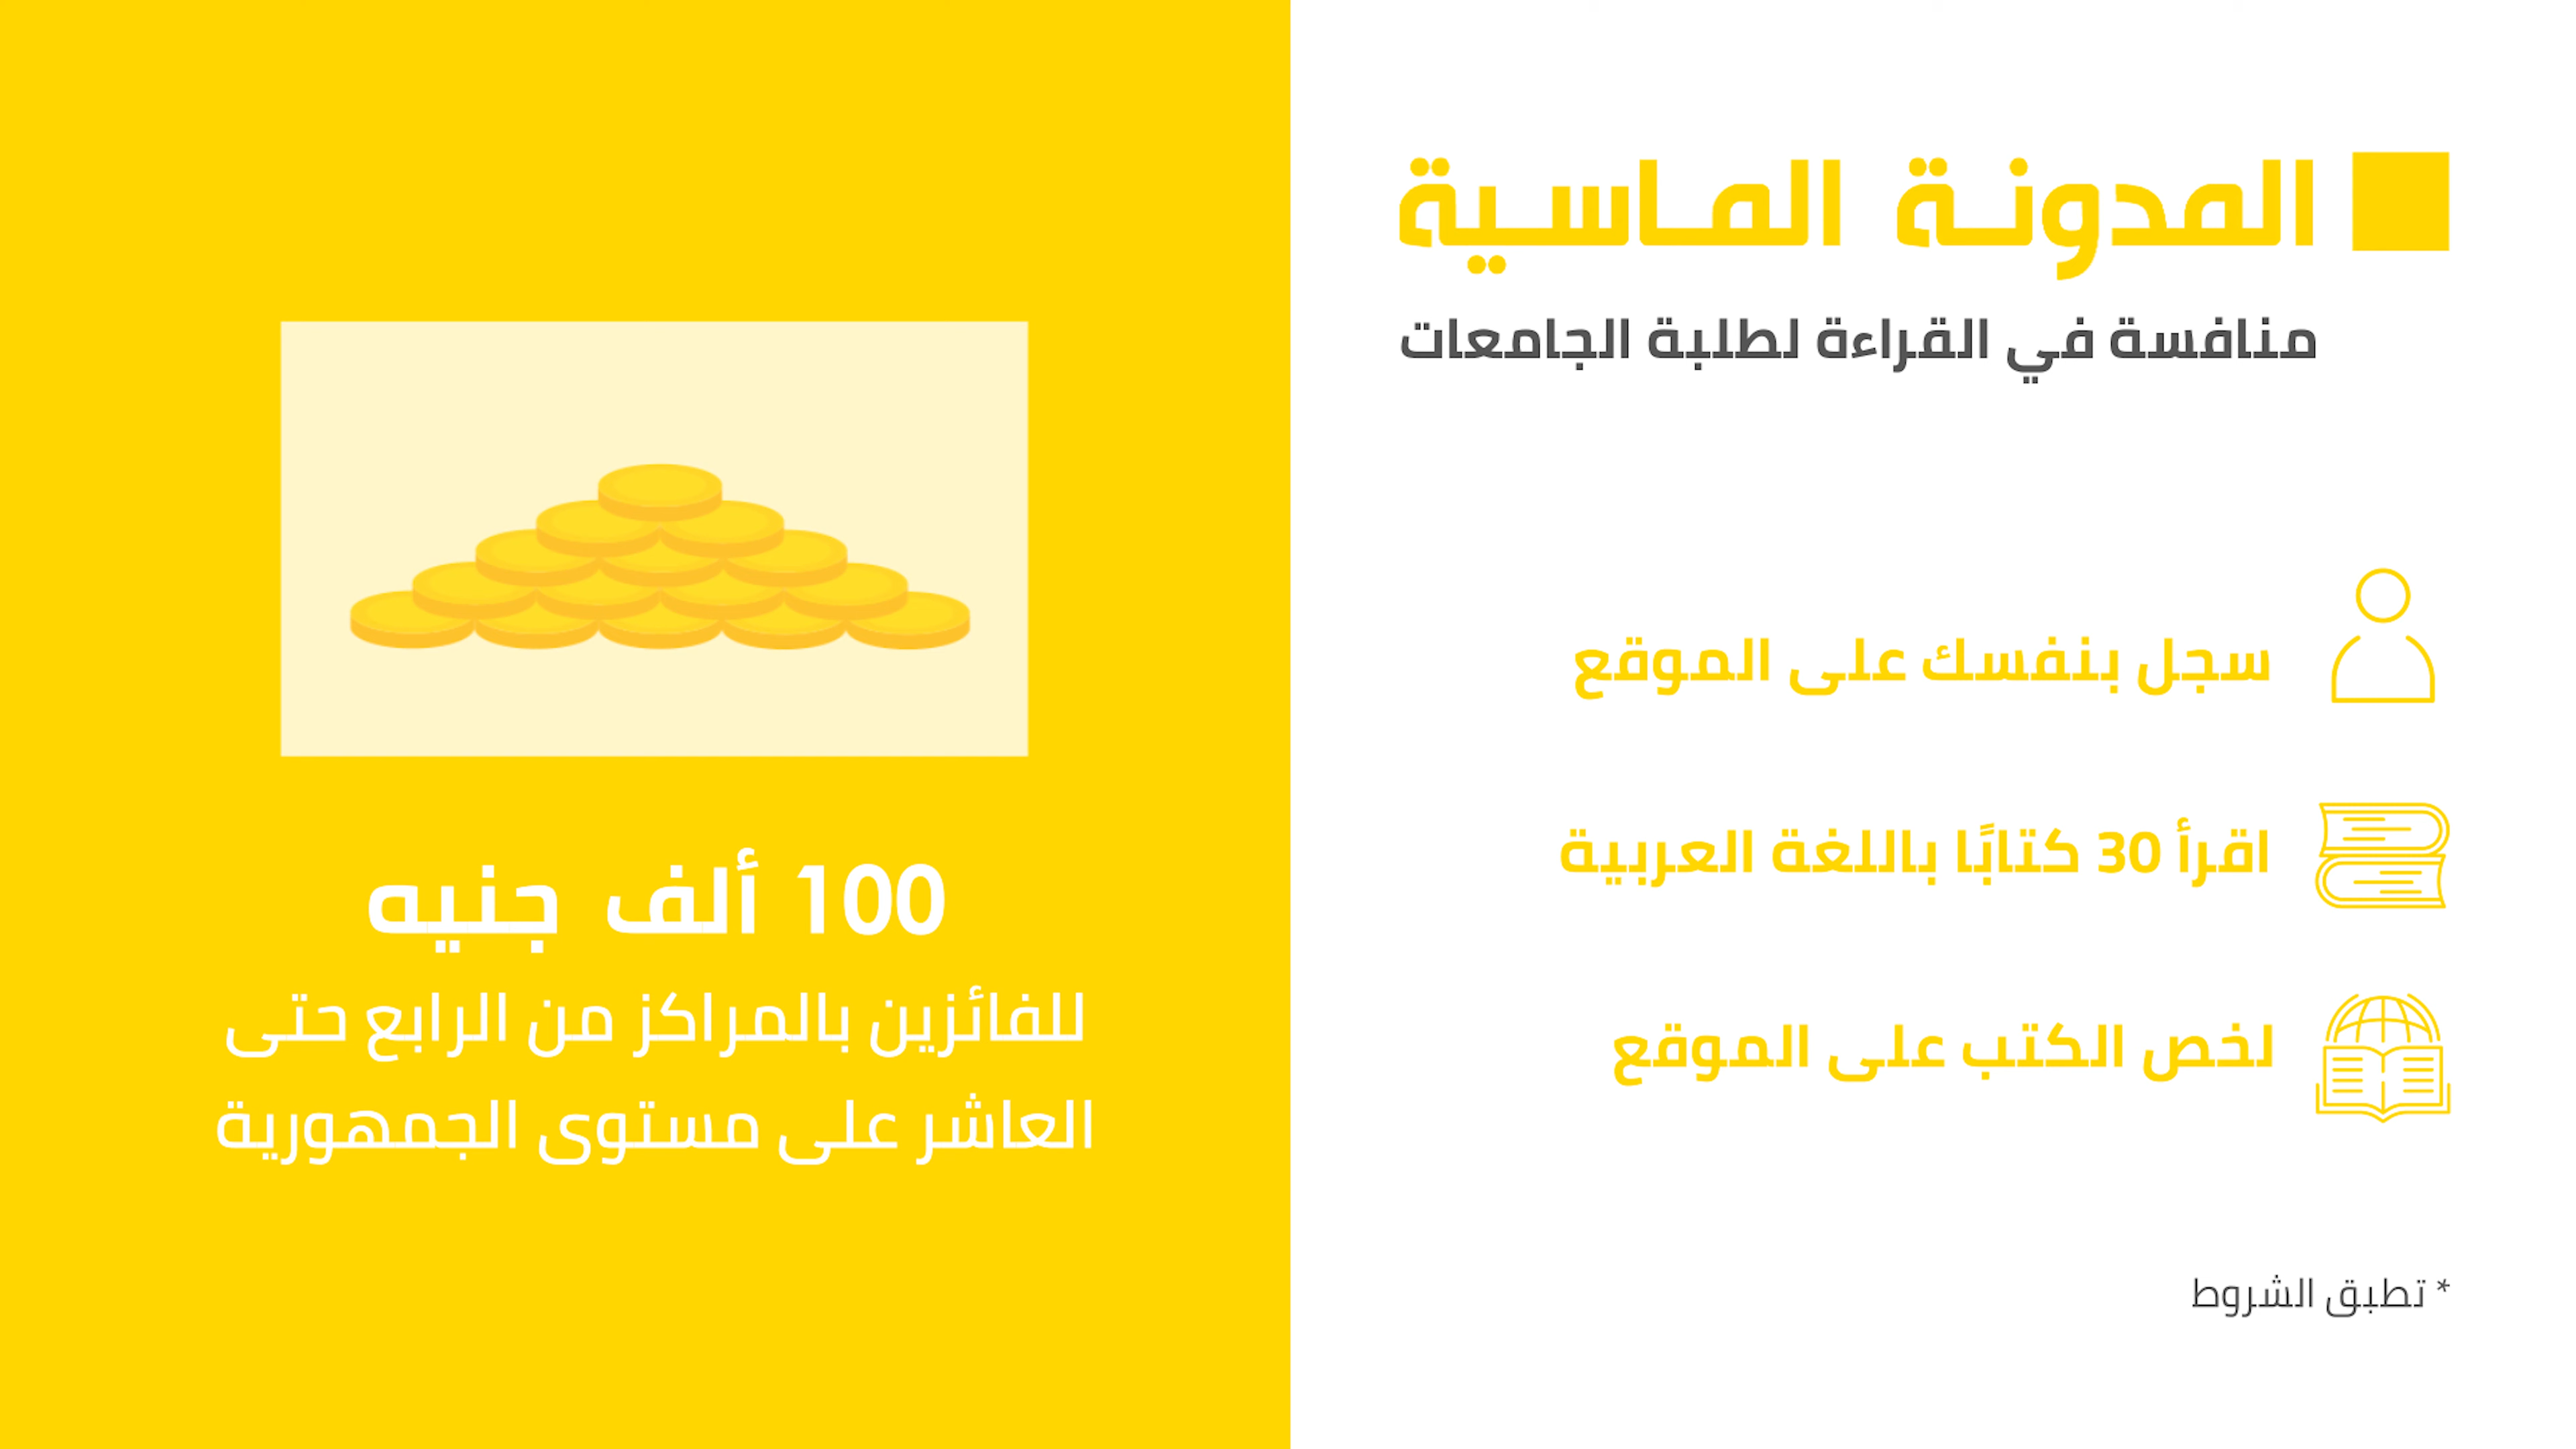 المدونة الماسية
منافسة في القراءة لطلبة الجامعات
سجل بنفسك على الموقع
اقرأ 30 كتابًا باللغة العربية
لخص الكتب على الموقع
* تطبق الشروط
100 ألف جنيه
للفائزين بالمراكز من الرابع حتى
العاشر على مستوى الجمهورية